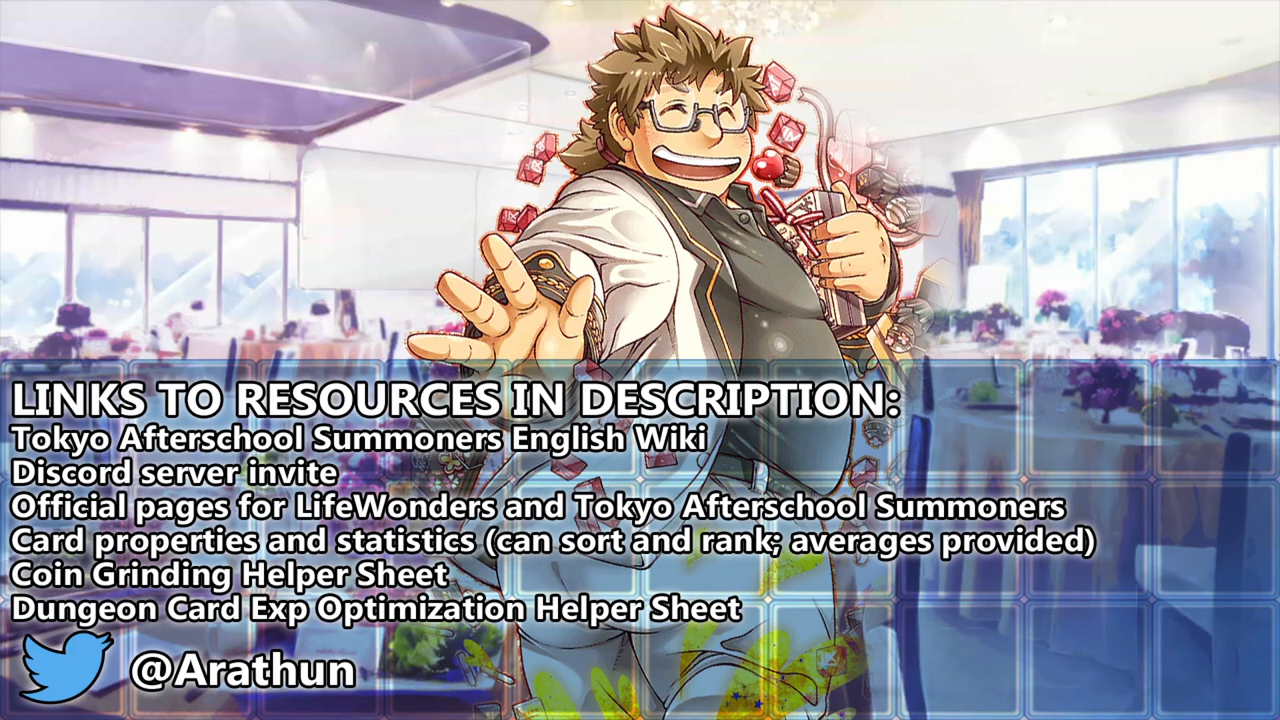 LINKS TO RESOURCES IN DESCRIPTION:
Tokyo Afterschool Summoners English Wiki
Discord server invite
Official pages for LifeWonders and Tokyo Afterschool Summoners
Card properties and statistics (can sort and rank; averages provided)
Coin Grinding Helper Sheet
Dungeon Card Exp Optimization Helper Sheet
@Arathun